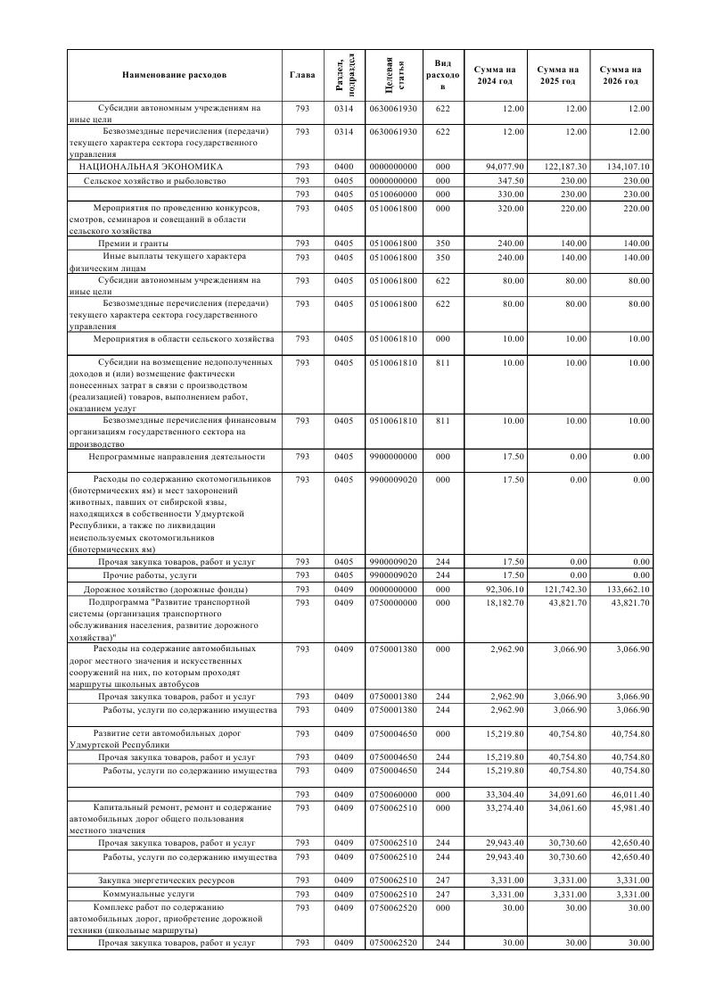 Наименование расходов Глава Раздел, подраздел Целевая статья Вид расходов Сумма на 2024 год Сумма на 2025 год Сумма на 2026 год
Субсидии автономным учреждениям на 793 0314 0630061930 622 12.00 12.00 12.00
иные цели
Безвозмездные перечисления (передачи) 793 0314 0630061930 622 12.00 12.00 12.00
текущего характера сектора государственного
управления
НАЦИОНАЛЬНАЯ ЭКОНОМИКА 793 0400 0000000000 000 94,077.90 122,187.30 134,107.10
Сельское хозяйство и рыболовство 793 0405 0000000000 000 347.50 230.00 230.00
793 0405 0510060000 000 330.00 230.00 230.00
Мероприятия по проведению конкурсов, 793 0405 0510061800 000 320.00 220.00 220.00
смотров, семинаров и совещаний в области
сельского хозяйства
Премии и гранты 793 0405 0510061800 350 240.00 140.00 140.00
Иные выплаты текущего характера 793 0405 0510061800 350 240.00 140.00 140.00
физическим лицам
Субсидии автономным учреждениям на 793 0405 0510061800 622 80.00 80.00 80.00
иные цели
Безвозмездные перечисления (передачи) 793 0405 0510061800 622 80.00 80.00 80.00
текущего характера сектора государственного
управления
Мероприятия в области сельского хозяйства 793 0405 0510061810 000 10.00 10.00 10.00
Субсидии на возмещение недополученных 793 0405 0510061810 811 10.00 10.00 10.00
доходов и (или) возмещение фактически
понесенных затрат в связи с производством
(реализацией) товаров, выполнением работ,
оказанием услуг
Безвозмездные перечисления финансовым 793 0405 0510061810 811 10.00 10.00 10.00
организациям государственного сектора на
производство
Непрограммные направления деятельности 793 0405 9900000000 000 17.50 0.00 0.00
Расходы по содержанию скотомогильников 793 0405 9900009020 000 17.50 0.00 0.00
(биотермических ям) и мест захоронений
животных, павших от сибирской язвы,
находящихся в собственности Удмуртской
Республики, а также по ликвидации
неиспользуемых скотомогильников
(биотермических ям)
Прочая закупка товаров, работ и услуг 793 0405 9900009020 244 17.50 0.00 0.00
Прочие работы, услуги 793 0405 9900009020 244 17.50 0.00 0.00
Дорожное хозяйство (дорожные фонды) 793 0409 0000000000 000 92,306.10 121,742.30 133,662.10
Подпрограмма "Развитие транспортной 793 0409 0750000000 000 18,182.70 43,821.70 43,821.70
системы (организация транспортного
обслуживания населения, развитие дорожного
хозяйства)"
Расходы на содержание автомобильных 793 0409 0750001380 000 2,962.90 3,066.90 3,066.90
дорог местного значения и искусственных
сооружений на них, по которым проходят
маршруты школьных автобусов
Прочая закупка товаров, работ и услуг 793 0409 0750001380 244 2,962.90 3,066.90 3,066.90
Работы, услуги по содержанию имущества 793 0409 0750001380 244 2,962.90 3,066.90 3,066.90
Развитие сети автомобильных дорог 793 0409 0750004650 000 15,219.80 40,754.80 40,754.80
Удмуртской Республики
Прочая закупка товаров, работ и услуг 793 0409 0750004650 244 15,219.80 40,754.80 40,754.80
Работы, услуги по содержанию имущества 793 0409 0750004650 244 15,219.80 40,754.80 40,754.80
793 0409 0750060000 000 33,304.40 34,091.60 46,011.40
Капитальный ремонт, ремонт и содержание 793 0409 0750062510 000 33,274.40 34,061.60 45,981.40
автомобильных дорог общего пользования
местного значения
Прочая закупка товаров, работ и услуг 793 0409 0750062510 244 29,943.40 30,730.60 42,650.40
Работы, услуги по содержанию имущества 793 0409 0750062510 244 29,943.40 30,730.60 42,650.40
Закупка энергетических ресурсов 793 0409 0750062510 247 3,331.00 3,331.00 3,331.00
Коммунальные услуги 793 0409 0750062510 247 3,331.00 3,331.00 3,331.00
Комплекс работ по содержанию 793 0409 0750062520 000 30.00 30.00 30.00
автомобильных дорог, приобретение дорожной
техники (школьные маршруты)
Прочая закупка товаров, работ и услуг 793 0409 0750062520 244 30.00 30.00 30.00